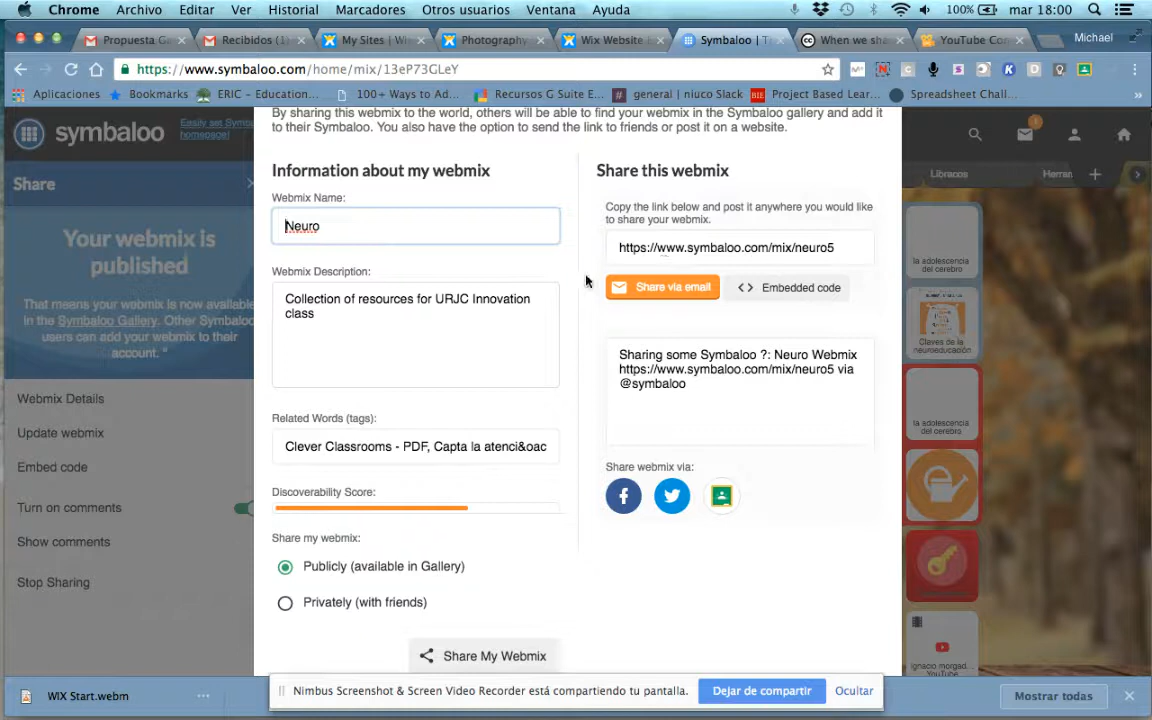 Chrome Archivo Editar Ver Historial Marcadores Otros usuarios Ventana Ayuda 100% mar 18:00
Propuesta G Recibidos (1) My Sites | Wi Photography Wix Website Symbaloo | T When we sh YouTube Co Michael
https://www.symbaloo.com/home/mix/13eP73GLeY
Aplicaciones Bookmarks ERIC - Education... 100+ Ways to Ad... Recursos G Suite E... general | niuco Slack Project Based Lear... Spreadsheet Chall... »
symbaloo
Easily set Symba
homepage!
Share
Your webmix is
published
That means your webmix is now available
in the Symbaloo Gallery. Other Symbaloo
users can add your webmix to their
account. "
Webmix Details
Update webmix
Embed code
Turn on comments
Show comments
Stop Sharing
By sharing this webmix to the world, others will be able to find your webmix in the Symbaloo gallery and add it
to their Symbaloo. You also have the option to send the link to friends or post it on a website.
Information about my webmix
Webmix Name:
Neuro
Webmix Description:
Collection of resources for URJC Innovation
class
Related Words (tags):
Clever Classrooms - PDF, Capta la atenci&oac
Discoverability Score:
Share my webmix:
Publicly (available in Gallery)
Privately (with friends)
Share My Webmix
Share this webmix
Copy the link below and post it anywhere you would like
to share your webmix.
https://www.symbaloo.com/mix/neuro5
Share via email
<> Embedded code
Sharing some Symbaloo ?: Neuro Webmix
https://www.symbaloo.com/mix/neuro5 via
@symbaloo
Share webmix via:
1
Libracos Herran
la adolescencia
del cerebro
Claves de la
neuroeducación
la adolescencia
del cerebro
ignacio morgad..
YouTube
WIX Start.webm
Nimbus Screenshot & Screen Video Recorder está compartiendo tu pantalla.
Dejar de compartir
Ocultar
Mostrar todas